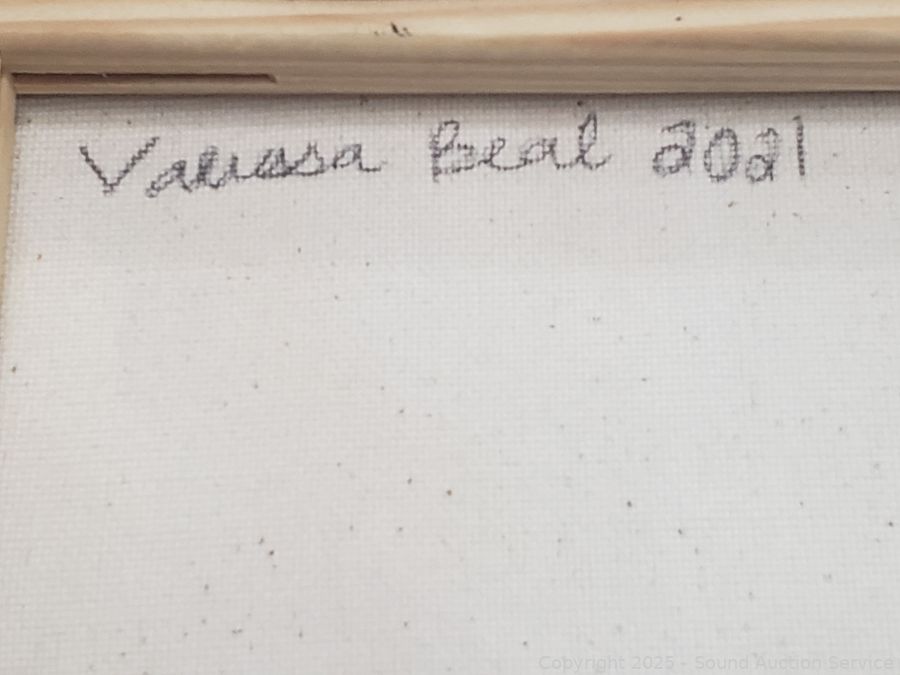 Vanessa Beal 2021
Copyright 2025 - Sound Auction Service